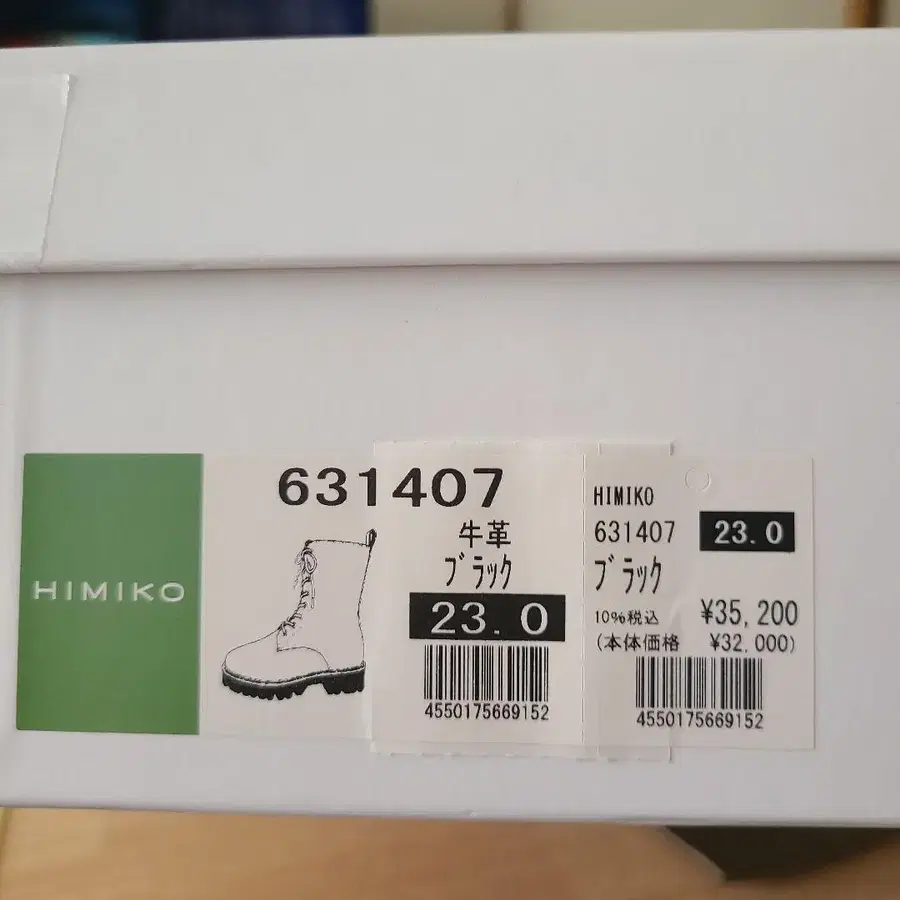 HIMIKO
631407
牛革
ブラック
23.0
4550175669152
HIMIKO
631407 23.0
ブラック
10%税込 ¥35,200
(本体価格 ¥32,000)
4550175669152